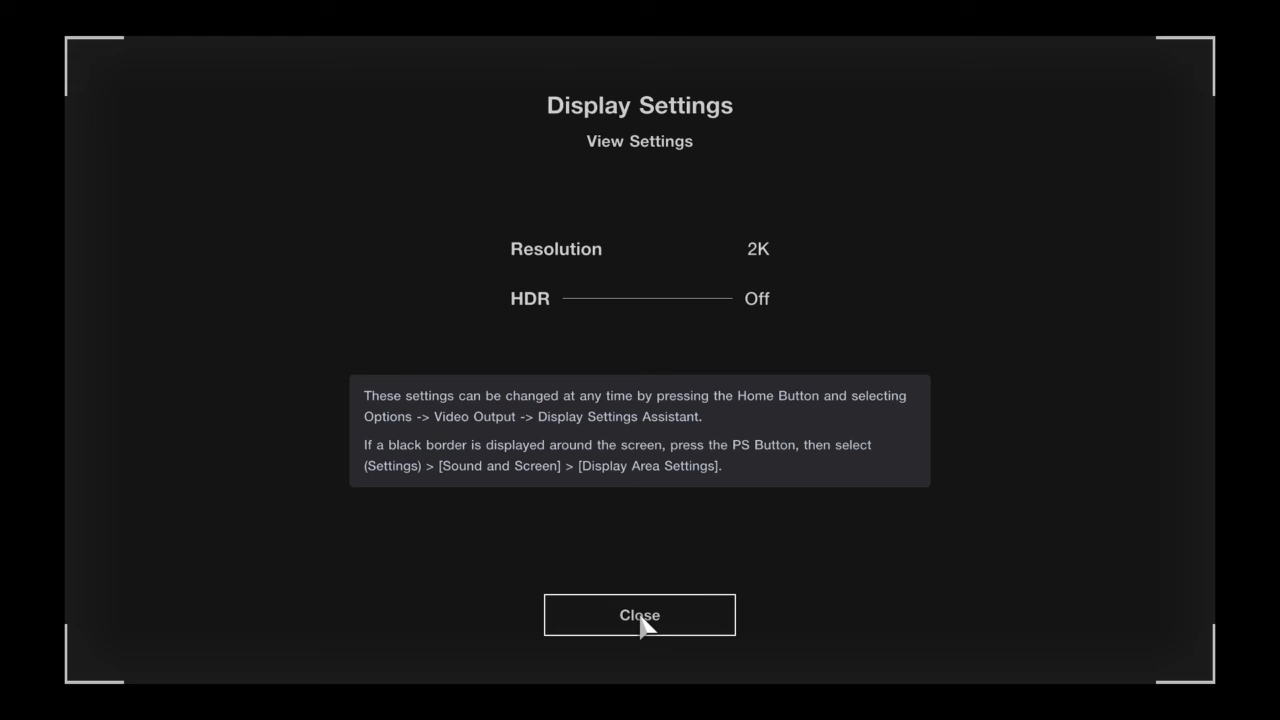 Display Settings
View Settings
Resolution 2K
HDR Off
These settings can be changed at any time by pressing the Home Button and selecting
Options -> Video Output -> Display Settings Assistant.
If a black border is displayed around the screen, press the PS Button, then select
(Settings) > [Sound and Screen] > [Display Area Settings].
Close